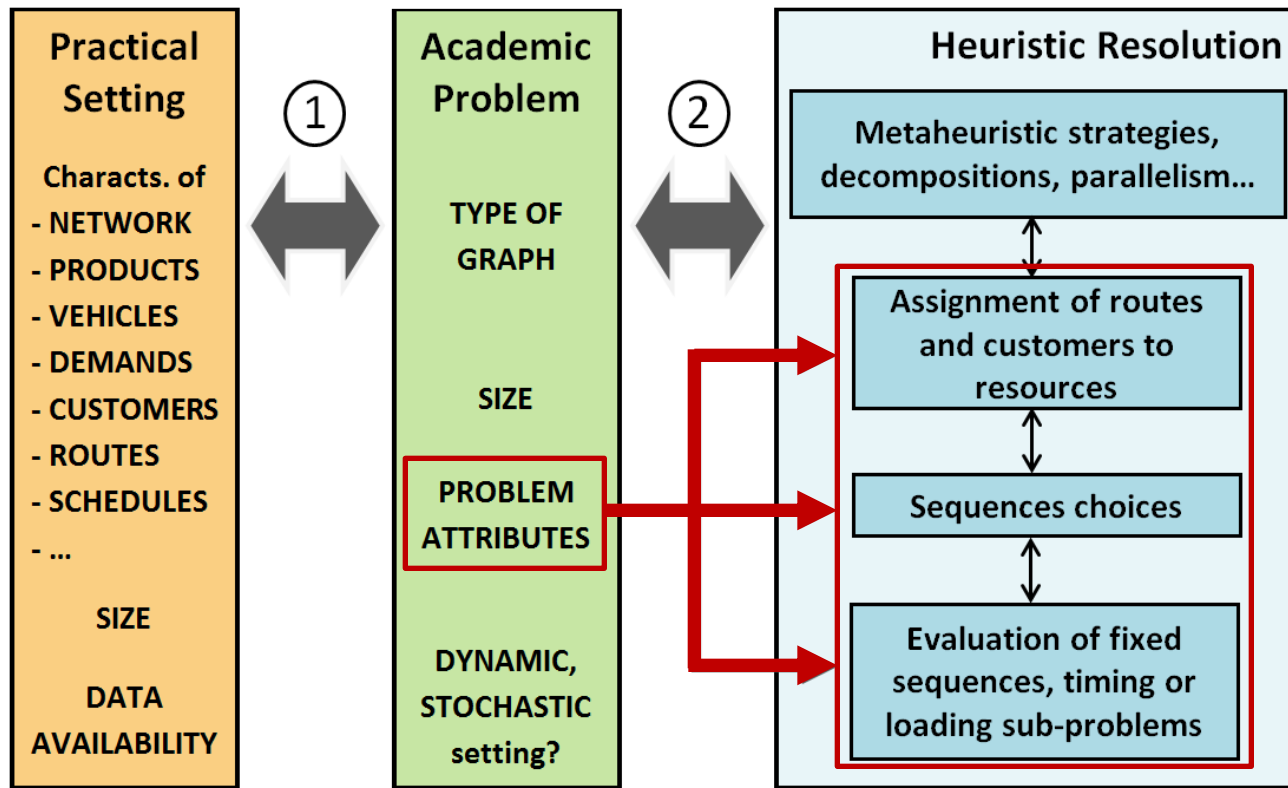 Practical
Setting
Characts. of
- NETWORK
- PRODUCTS
- VEHICLES
- DEMANDS
- CUSTOMERS
- ROUTES
- SCHEDULES
- ...
SIZE
DATA
AVAILABILITY
1
Academic
Problem
TYPE OF
GRAPH
SIZE
PROBLEM
ATTRIBUTES
DYNAMIC,
STOCHASTIC
setting?
2
Heuristic Resolution
Metaheuristic strategies,
decompositions, parallelism...
Assignment of routes
and customers to
resources
Sequences choices
Evaluation of fixed
sequences, timing or
loading sub-problems